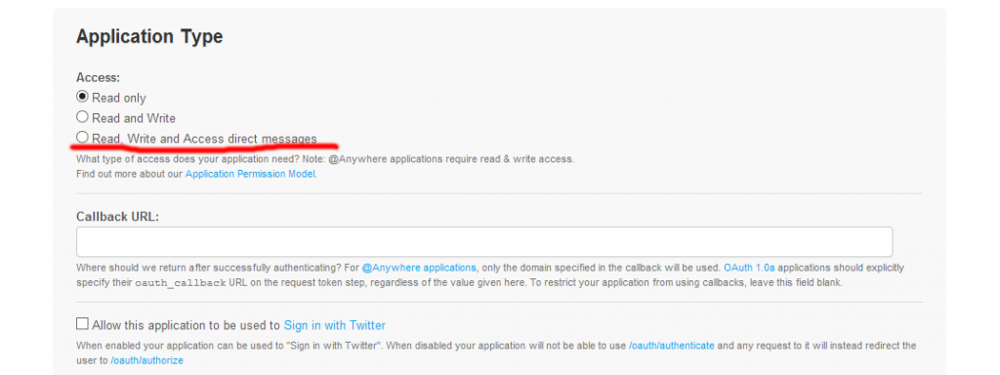 Application Type
Access:
Read only
Read and Write
Read, Write and Access direct messages
What type of access does your application need? Note: @Anywhere applications require read & write access.
Find out more about our Application Permission Model.
Callback URL:
Where should we return after successfully authenticating? For @Anywhere applications, only the domain specified in the callback will be used. OAuth 1.0a applications should explicitly
specify their oauth_callback URL on the request token step, regardless of the value given here. To restrict your application from using callbacks, leave this field blank.
Allow this application to be used to Sign in with Twitter
When enabled your application can be used to "Sign in with Twitter". When disabled your application will not be able to use /oauth/authenticate and any request to it will instead redirect the
user to /oauth/authorize